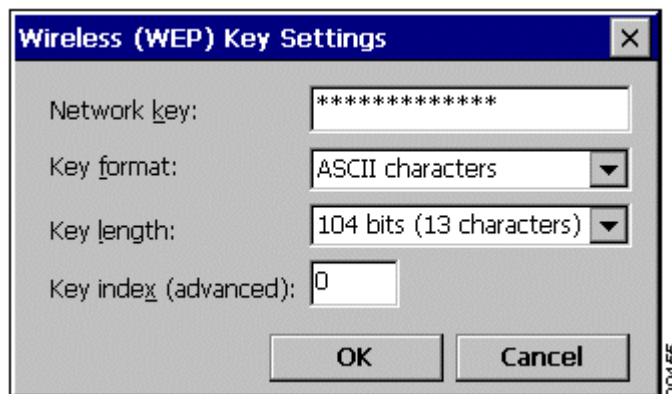 Wireless (WEP) Key Settings
Network key: *************
Key format: ASCII characters
Key length: 104 bits (13 characters)
Key index (advanced): 0
OK Cancel